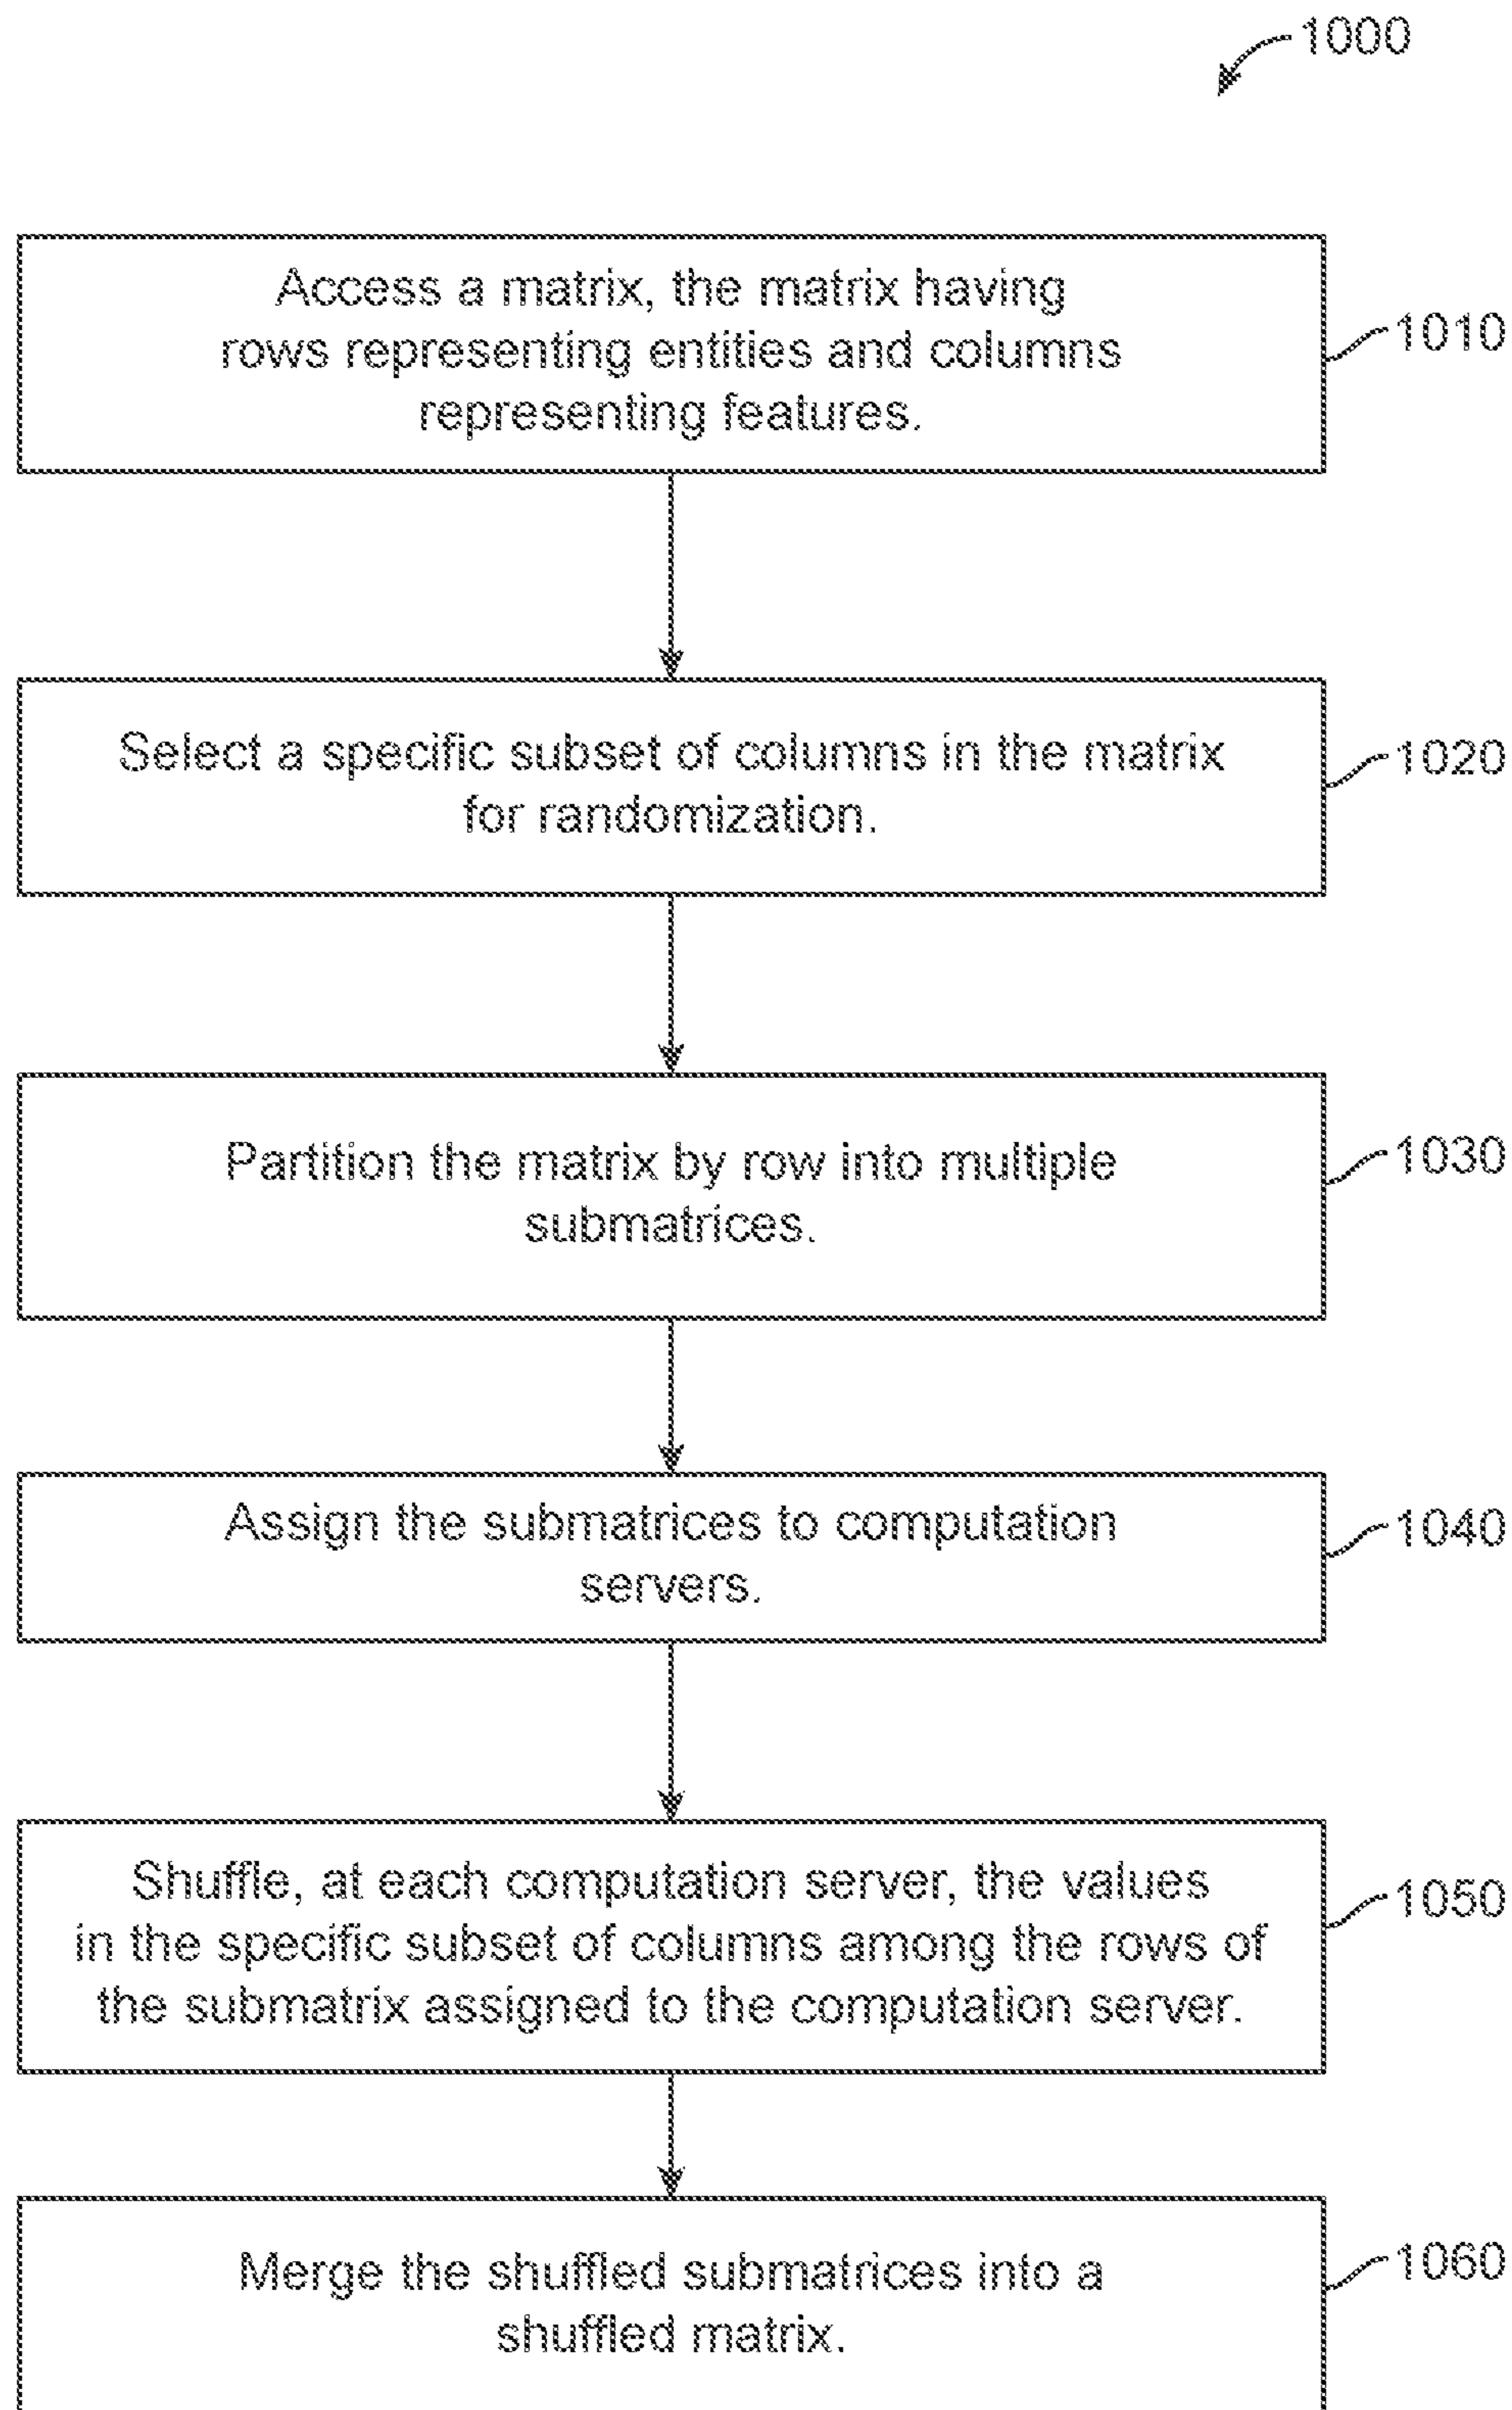 1000
Access a matrix, the matrix having
rows representing entities and columns
representing features.
1010
Select a specific subset of columns in the matrix
for randomization.
1020
Partition the matrix by row into multiple
submatrices.
1030
Assign the submatrices to computation
servers.
1040
Shuffle, at each computation server, the values
in the specific subset of columns among the rows of
the submatrix assigned to the computation server.
1050
Merge the shuffled submatrices into a
shuffled matrix.
1060